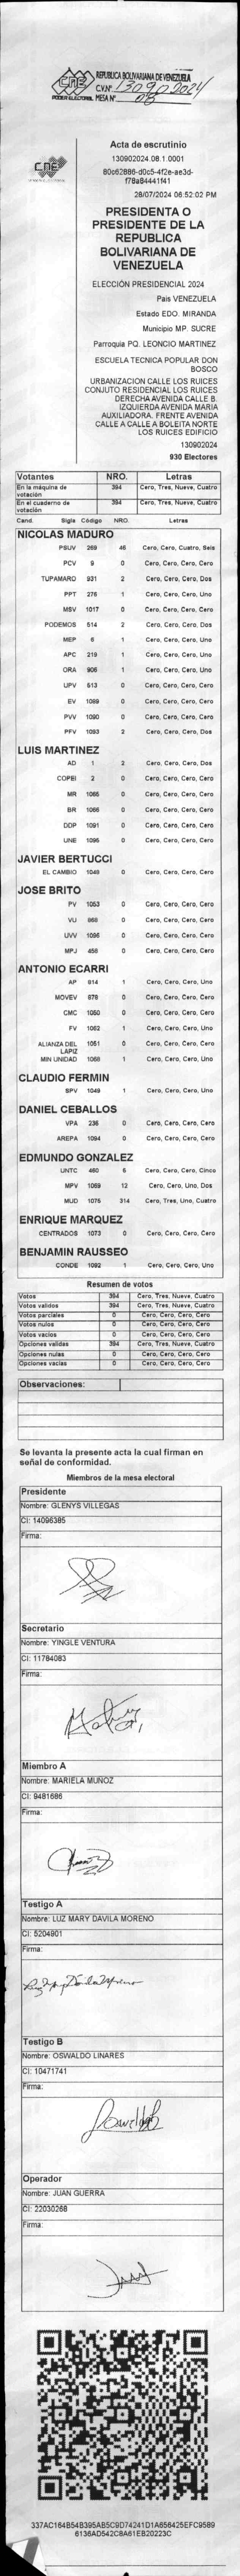 REPUBLICA BOLIVARIANA DE VENEZUELA
CNE
PODER ELECTORAL
C.V.Nº 130902024
MESA Nº 08
Acta de escrutinio
130902024.08.1.0001
28/07/2024 06:52:02 PM
PRESIDENTA O
PRESIDENTE DE LA
REPUBLICA
BOLIVARIANA DE
VENEZUELA
ELECCIÓN PRESIDENCIAL 2024
Pais VENEZUELA
Estado EDO. MIRANDA
Municipio MP. SUCRE
Parroquia PQ. LEONCIO MARTINEZ
ESCUELA TECNICA POPULAR DON
BOSCO
URBANIZACION CALLE LOS RUICES
CONJUTO RESIDENCIAL LOS RUICES
DERECHA AVENIDA CALLE B.
IZQUIERDA AVENIDA MARIA
AUXILIADORA. FRENTE AVENIDA
CALLE A CALLE A BOLEITA NORTE
LOS RUICES EDIFICIO
130902024
930 Electores
Votantes NRO. Letras
En la máquina de votación 394 Cero, Tres, Nueve, Cuatro
En el cuaderno de votación 394 Cero, Tres, Nueve, Cuatro
Cand. Sigla Código NRO. Letras
NICOLAS MADURO
PSUV 269 46 Cero, Cero, Cuatro, Seis
PCV 9 0 Cero, Cero, Cero, Cero
TUPAMARO 931 2 Cero, Cero, Cero, Dos
PPT 276 1 Cero, Cero, Cero, Uno
MSV 1017 0 Cero, Cero, Cero, Cero
PODEMOS 514 2 Cero, Cero, Cero, Dos
MEP 6 1 Cero, Cero, Cero, Uno
APC 219 1 Cero, Cero, Cero, Uno
ORA 906 1 Cero, Cero, Cero, Uno
UPV 513 0 Cero, Cero, Cero, Cero
EV 1089 0 Cero, Cero, Cero, Cero
PVV 1090 0 Cero, Cero, Cero, Cero
PFV 1093 2 Cero, Cero, Cero, Dos
LUIS MARTINEZ
AD 1 2 Cero, Cero, Cero, Dos
COPEI 2 0 Cero, Cero, Cero, Cero
MR 1065 0 Cero, Cero, Cero, Cero
BR 1066 0 Cero, Cero, Cero, Cero
DDP 1091 0 Cero, Cero, Cero, Cero
UNE 1095 0 Cero, Cero, Cero, Cero
JAVIER BERTUCCI
EL CAMBIO 1048 0 Cero, Cero, Cero, Cero
JOSE BRITO
PV 1053 0 Cero, Cero, Cero, Cero
VU 868 0 Cero, Cero, Cero, Cero
UVV 1096 0 Cero, Cero, Cero, Cero
MPJ 458 0 Cero, Cero, Cero, Cero
ANTONIO ECARRI
AP 814 1 Cero, Cero, Cero, Uno
MOVEV 879 0 Cero, Cero, Cero, Cero
CMC 1050 0 Cero, Cero, Cero, Cero
FV 1062 1 Cero, Cero, Cero, Uno
ALIANZA DEL LAPIZ 1051 0 Cero, Cero, Cero, Cero
MIN UNIDAD 1068 1 Cero, Cero, Cero, Uno
CLAUDIO FERMIN
SPV 1049 1 Cero, Cero, Cero, Uno
DANIEL CEBALLOS
VPA 236 0 Cero, Cero, Cero, Cero
AREPA 1094 0 Cero, Cero, Cero, Cero
EDMUNDO GONZALEZ
UNTC 460 Cero, Cero, Cero, Cinco
MPV 1069 12 Cero, Cero, Uno, Dos
MUD 1075 314 Cero, Tres, Uno, Cuatro
ENRIQUE MARQUEZ
CENTRADOS 1073 0 Cero, Cero, Cero, Cero
BENJAMIN RAUSSEO
CONDE 1092 1 Cero, Cero, Cero, Uno
Resumen de votos
Votos 394 Cero, Tres, Nueve, Cuatro
Votos validos 394 Cero, Tres, Nueve, Cuatro
Votos parciales 0 Cero, Cero, Cero, Cero
Votos nulos 0 Cero, Cero, Cero, Cero
Votos vacios 0 Cero, Cero, Cero, Cero
Opciones validas 394 Cero, Tres, Nueve, Cuatro
Opciones nulas 0 Cero, Cero, Cero, Cero
Opciones vacias 0 Cero, Cero, Cero, Cero
Observaciones:
Se levanta la presente acta la cual firman en
señal de conformidad.
Miembros de la mesa electoral
Presidente
Nombre: GLENYS VILLEGAS
CI: 14096385
Firma:
Secretario
Nombre: YINGLE VENTURA
CI: 11784083
Firma:
Miembro A
Nombre: MARIELA MUÑOZ
CI: 9481686
Firma:
Testigo A
Nombre: LUZ MARY DAVILA MORENO
CI: 5204901
Firma:
Luz Mary Davila Moreno
Testigo B
Nombre: OSWALDO LINARES
CI: 10471741
Firma:
Operador
Nombre: JUAN GUERRA
CI: 22030268
Firma:
337AC164B54B395AB5C9D74241D1A656425EFC9589
6136AD542C8A61EB20223C